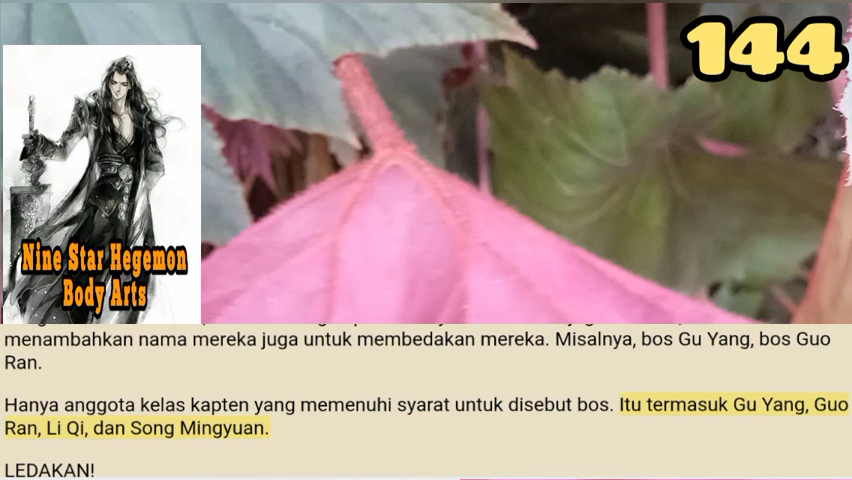 144
Nine Star Hegemon
Body Arts
menambahkan nama mereka juga untuk membedakan mereka. Misalnya, bos Gu Yang, bos Guo
Ran.
Hanya anggota kelas kapten yang memenuhi syarat untuk disebut bos. Itu termasuk Gu Yang, Guo
Ran, Li Qi, dan Song Mingyuan.
LEDAKAN!